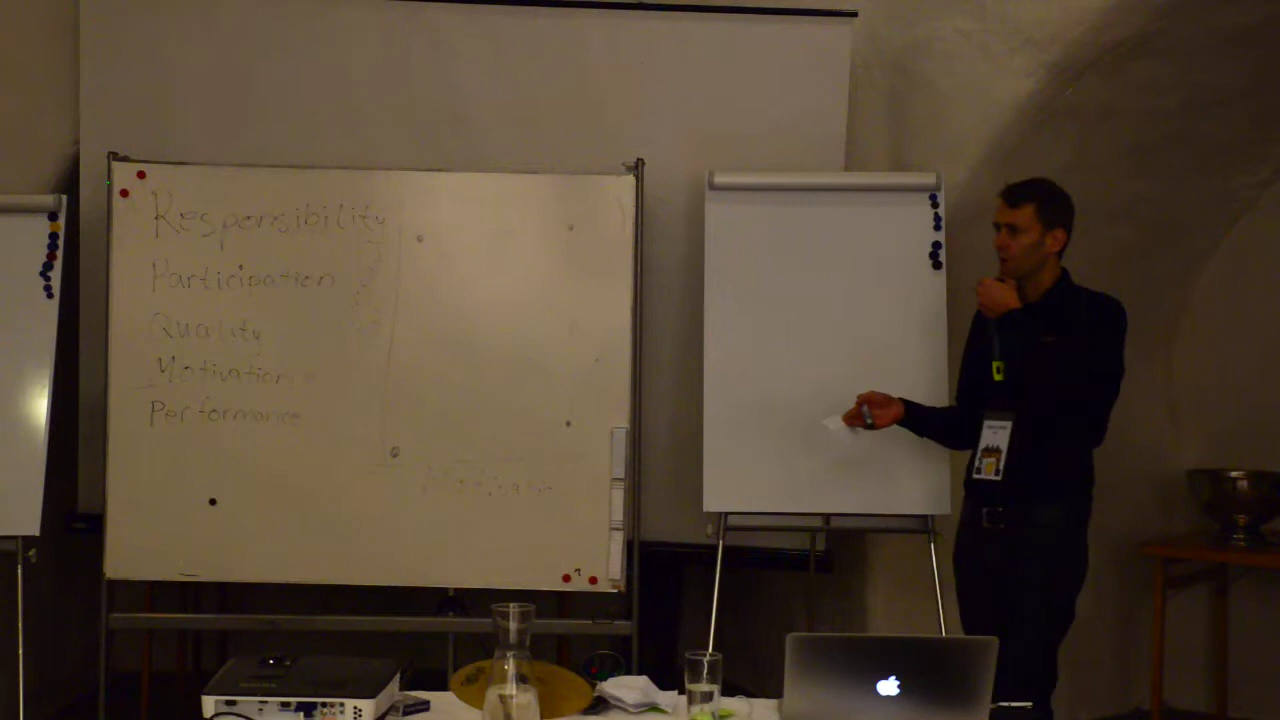 Responsibility
Participation
Quality
Motivation
Performance